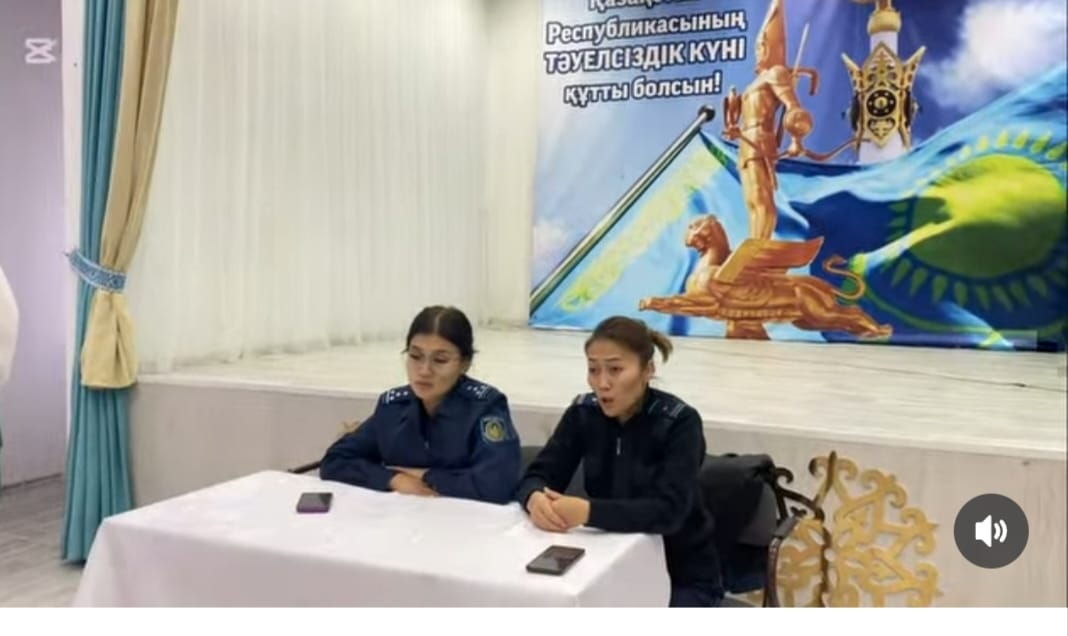 Республикасының
ТӘУЕЛСІЗДІК КҮНІ
құтты болсын!